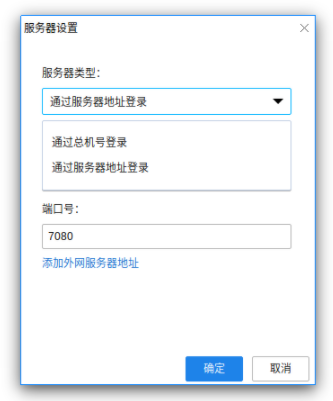 服务器设置
服务器类型：
通过服务器地址登录
通过总机号登录
通过服务器地址登录
端口号：
7080
添加外网服务器地址
确定
取消